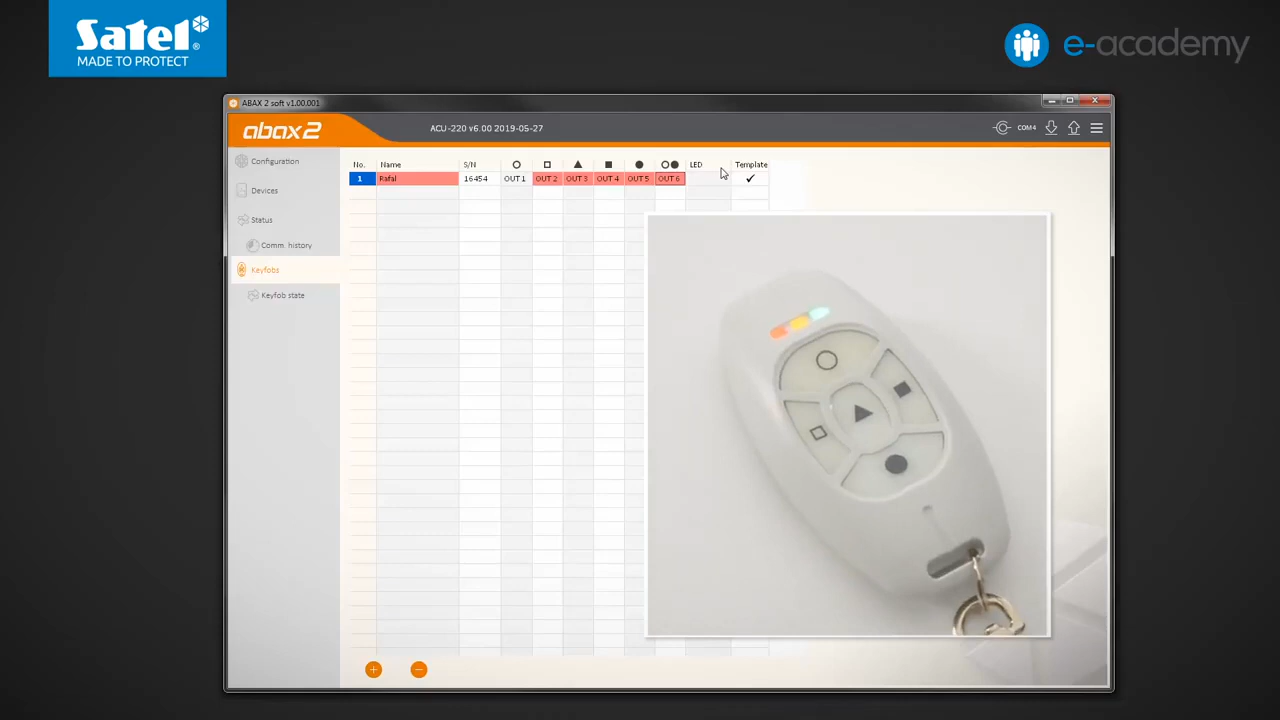 Satel®
MADE TO PROTECT
e-academy
ABAX 2 soft v1.00.001
abax2
ACU-220 v6.00 2019-05-27
COM4
Configuration
Devices
Status
Comm. history
Keyfobs
Keyfob state
No. Name S/N LED Template
1 Rafal 16454 OUT 1 OUT 2 OUT 3 OUT 4 OUT 5 OUT 6